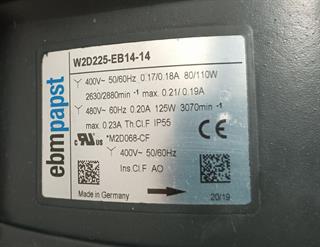 ebmpapst
W2D225-EB14-14
Y 400V~ 50/60Hz 0.17/0.18A 80/110W
2630/2880min⁻¹ max. 0.21/0.19A
Y 480V~ 60Hz 0.20A 125W 3070min⁻¹
max. 0.23A Th.Cl.F IP55
c RU us *M2D068-CF CE
Y 400V~ 50/60Hz
Ins.Cl.F AO
Made in Germany 20/19